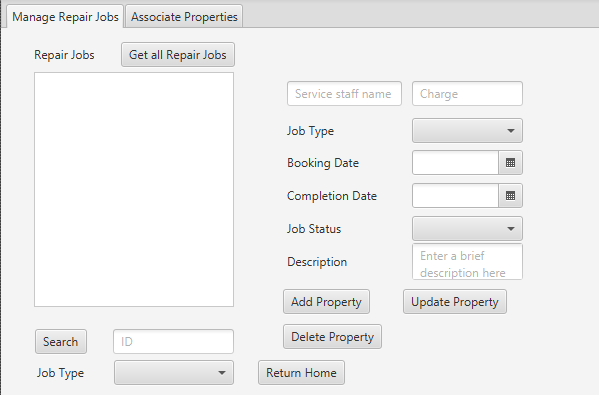 Manage Repair Jobs
Associate Properties
Repair Jobs
Get all Repair Jobs
Service staff name
Charge
Job Type
Booking Date
Completion Date
Job Status
Description
Enter a brief
description here
Add Property
Update Property
Delete Property
Search
ID
Job Type
Return Home